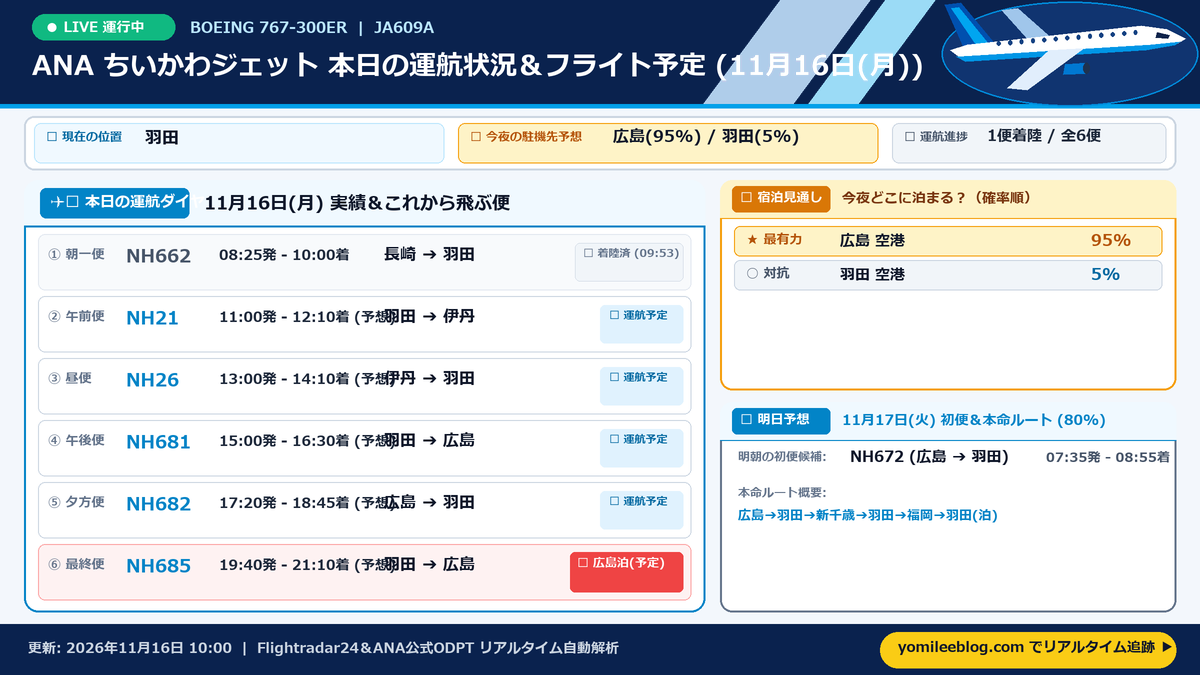 ● LIVE 運行中 BOEING 767-300ER | JA609A
ANA ちいかわジェット 本日の運航状況＆フライト予定 (11月16日(月))
□ 現在の位置 羽田
□ 今夜の駐機先予想 広島(95%) / 羽田(5%)
□ 運航進捗 1便着陸 / 全6便
✈□ 本日の運航ダイ 11月16日(月) 実績＆これから飛ぶ便
① 朝一便 NH662 08:25発 - 10:00着 長崎 → 羽田 □ 着陸済 (09:53)
② 午前便 NH21 11:00発 - 12:10着 (予想) 羽田 → 伊丹 □ 運航予定
③ 昼便 NH26 13:00発 - 14:10着 (予想) 伊丹 → 羽田 □ 運航予定
④ 午後便 NH681 15:00発 - 16:30着 (予想) 羽田 → 広島 □ 運航予定
⑤ 夕方便 NH682 17:20発 - 18:45着 (予想) 広島 → 羽田 □ 運航予定
⑥ 最終便 NH685 19:40発 - 21:10着 (予想) 羽田 → 広島 □ 広島泊(予定)
□ 宿泊見通し 今夜どこに泊まる？（確率順）
★ 最有力 広島 空港 95%
○ 対抗 羽田 空港 5%
□ 明日予想 11月17日(火) 初便＆本命ルート (80%)
明朝の初便候補: NH672 (広島 → 羽田) 07:35発 - 08:55着
本命ルート概要:
広島→羽田→新千歳→羽田→福岡→羽田(泊)
更新: 2026年11月16日 10:00 | Flightradar24＆ANA公式ODPT リアルタイム自動解析
yomileeblog.com でリアルタイム追跡 ▶